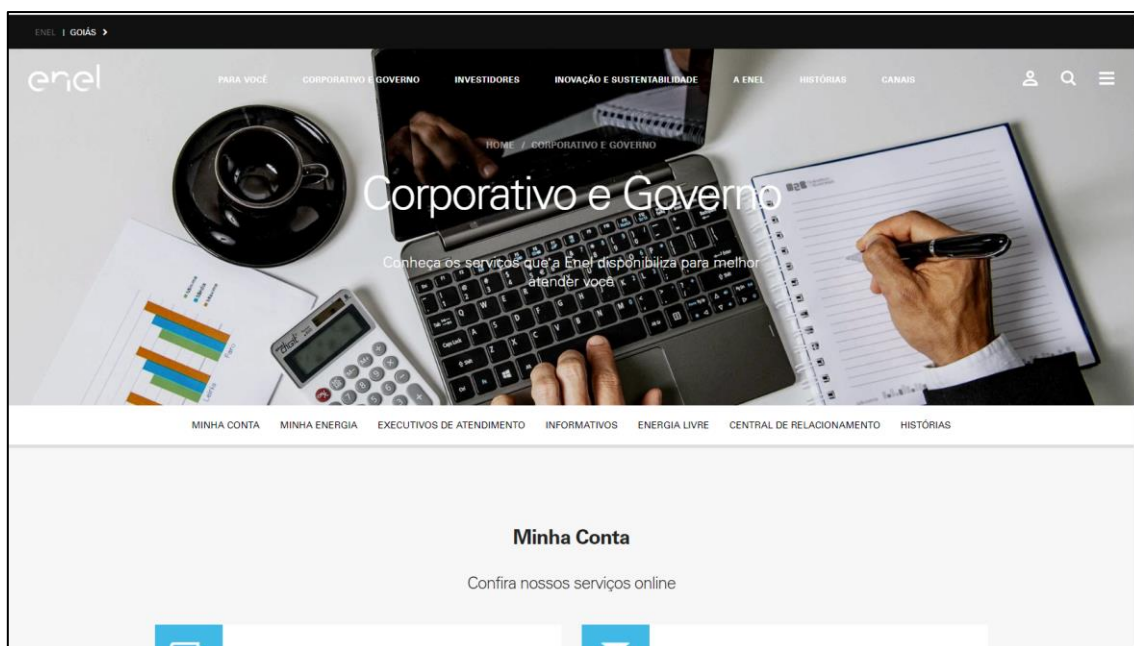 ENEL | GOIÁS >
enel
PARA VOCÊ CORPORATIVO E GOVERNO INVESTIDORES INOVAÇÃO E SUSTENTABILIDADE A ENEL HISTÓRIAS CANAIS
HOME / CORPORATIVO E GOVERNO
Corporativo e Governo
Conheça os serviços que a Enel disponibiliza para melhor
atender você
MINHA CONTA MINHA ENERGIA EXECUTIVOS DE ATENDIMENTO INFORMATIVOS ENERGIA LIVRE CENTRAL DE RELACIONAMENTO HISTÓRIAS
Minha Conta
Confira nossos serviços online